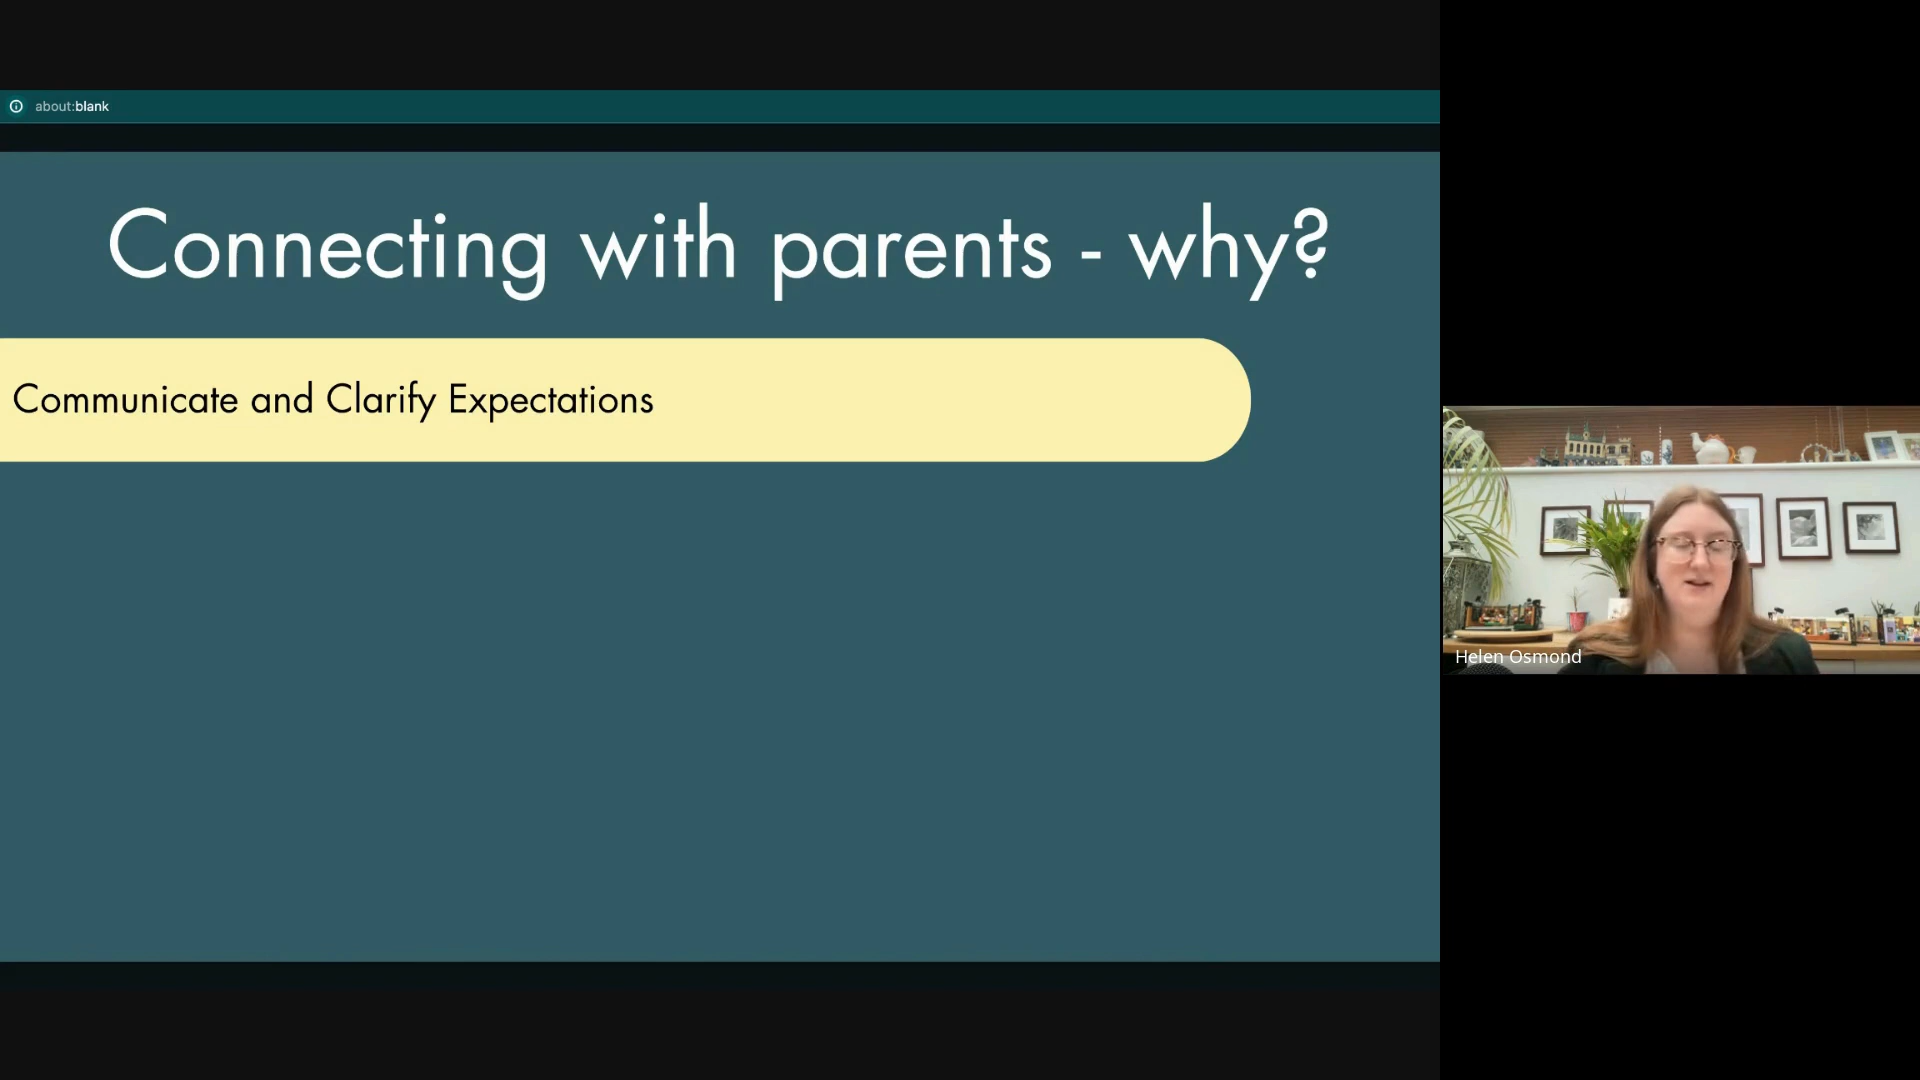 about:blank
Connecting with parents - why?
Communicate and Clarify Expectations
Helen Osmond